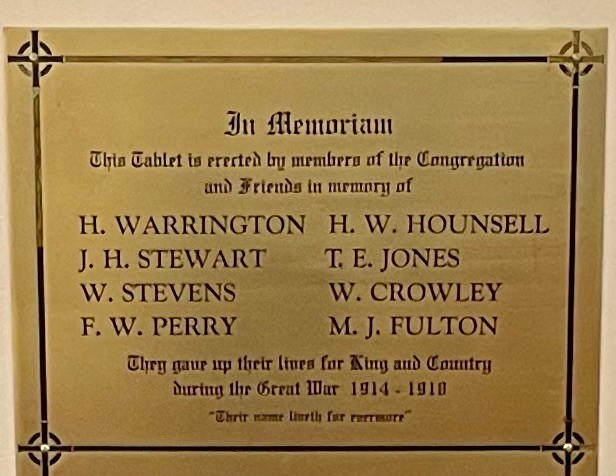 In Memoriam
This Tablet is erected by members of the Congregation
and Friends in memory of
H. WARRINGTON H. W. HOUNSELL
J. H. STEWART T. E. JONES
W. STEVENS W. CROWLEY
F. W. PERRY M. J. FULTON
They gave up their lives for King and Country
during the Great War 1914 - 1918
"Their name liveth for evermore"